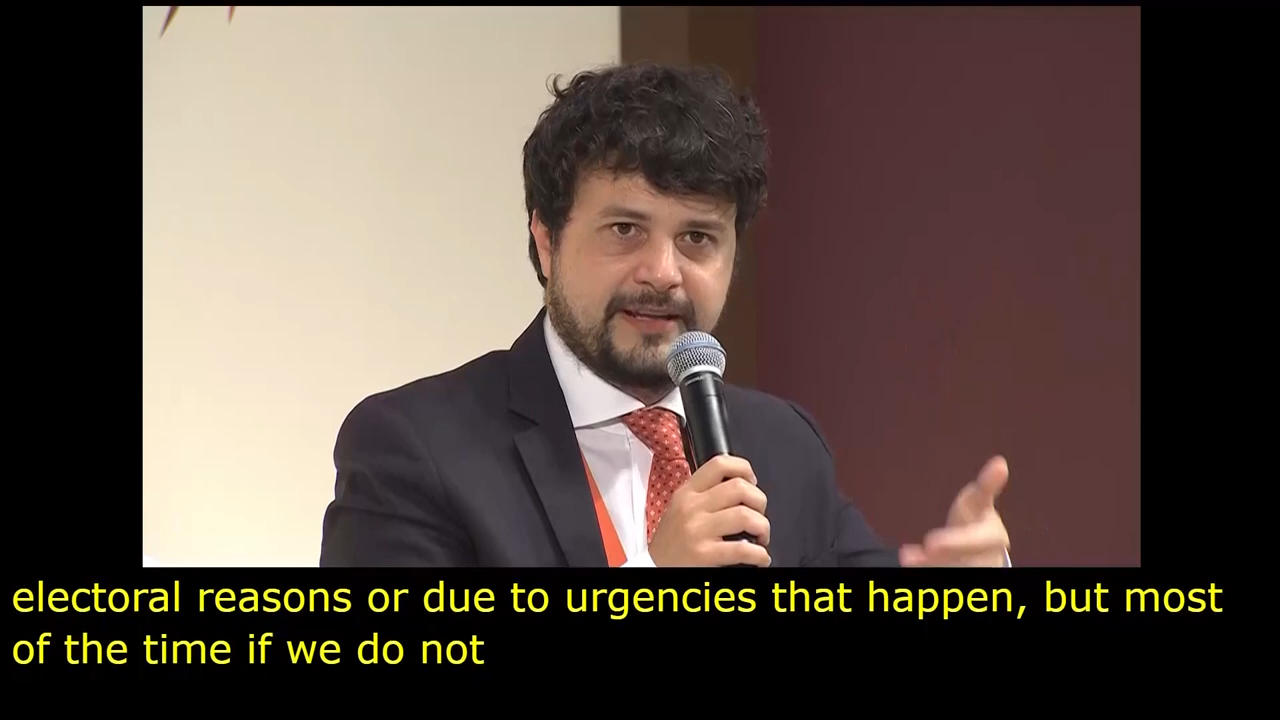 electoral reasons or due to urgencies that happen, but most
of the time if we do not